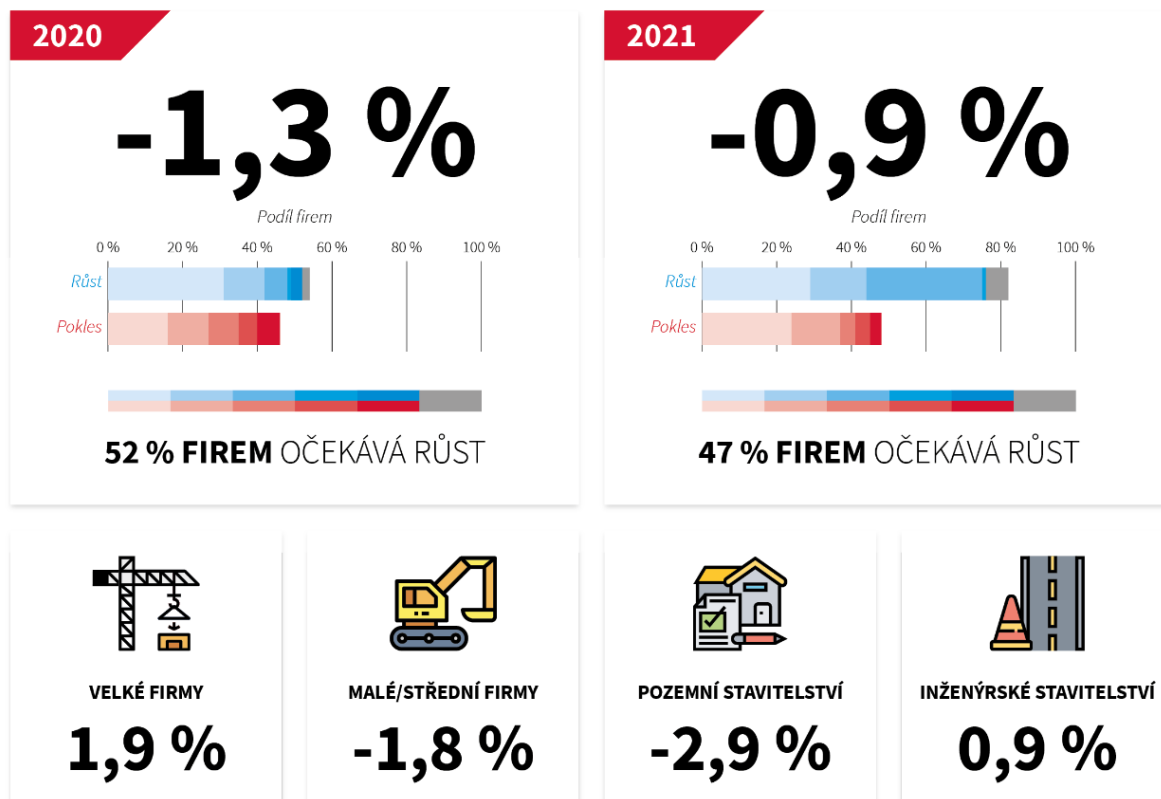 2020
-1,3 %
Podíl firem
0 % 20 % 40 % 60 % 80 % 100 %
Růst
Pokles
52 % FIREM OČEKÁVÁ RŮST
2021
-0,9 %
Podíl firem
0 % 20 % 40 % 60 % 80 % 100 %
Růst
Pokles
47 % FIREM OČEKÁVÁ RŮST
VELKÉ FIRMY
1,9 %
MALÉ/STŘEDNÍ FIRMY
-1,8 %
POZEMNÍ STAVITELSTVÍ
-2,9 %
INŽENÝRSKÉ STAVITELSTVÍ
0,9 %